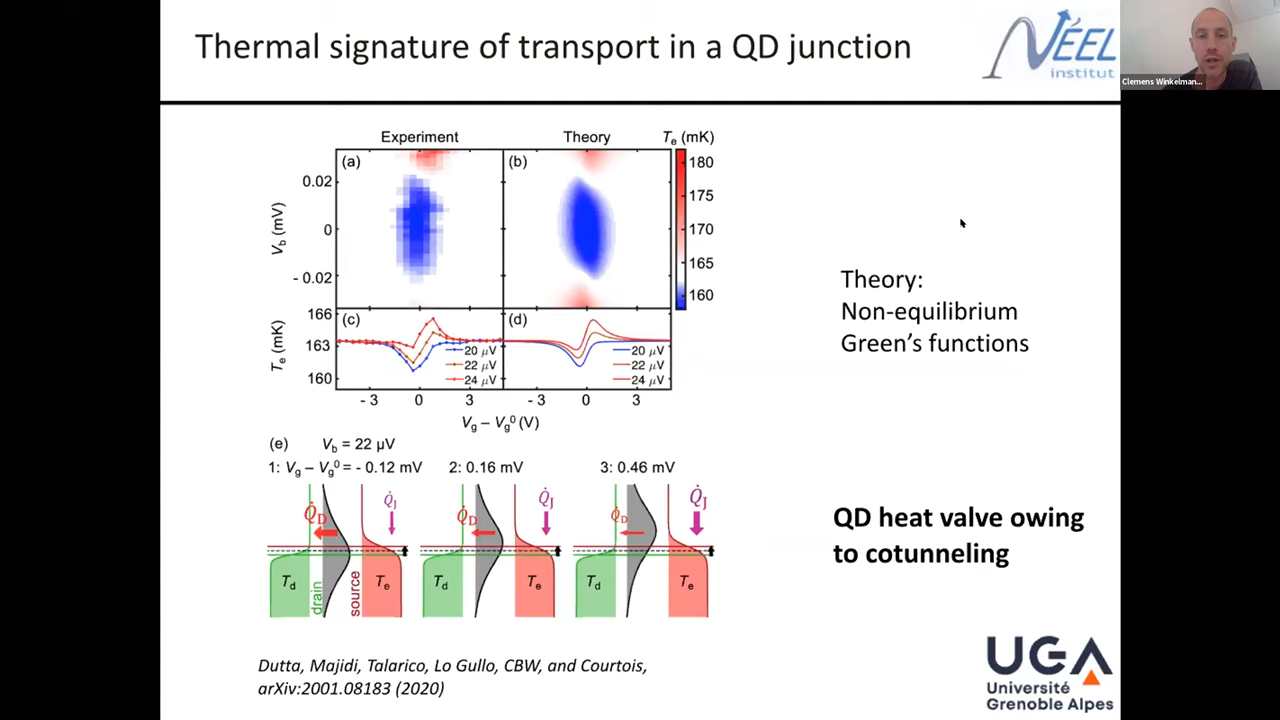 Thermal signature of transport in a QD junction
NÉEL
institut
Clemens Winkelman...
Experiment
Theory
Te (mK)
(a)
(b)
180
175
170
165
160
0.02
0
- 0.02
Vb (mV)
(c)
(d)
166
163
160
Te (mK)
20 μV
22 μV
24 μV
20 μV
22 μV
24 μV
- 3
0
3
- 3
0
3
Vg – Vg⁰ (V)
Theory:
Non-equilibrium
Green's functions
(e) Vb = 22 μV
1: Vg – Vg⁰ = - 0.12 mV
2: 0.16 mV
3: 0.46 mV
Q̇D
Q̇J
Q̇D
Q̇J
Q̇D
Q̇J
Td
drain
source
Te
Td
Te
Td
Te
QD heat valve owing
to cotunneling
Dutta, Majidi, Talarico, Lo Gullo, CBW, and Courtois,
arXiv:2001.08183 (2020)
UGA
Université
Grenoble Alpes